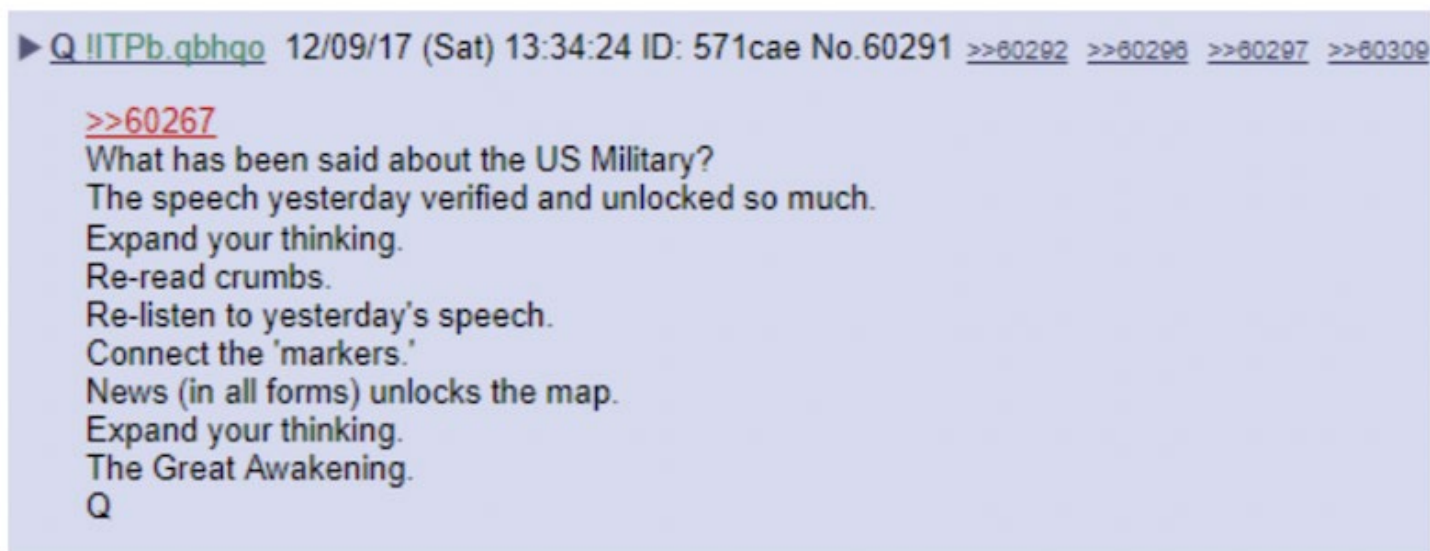 ▶ Q !ITPb.qbhqo 12/09/17 (Sat) 13:34:24 ID: 571cae No.60291 >>60292 >>60296 >>60297 >>60309
>>60267
What has been said about the US Military?
The speech yesterday verified and unlocked so much.
Expand your thinking.
Re-read crumbs.
Re-listen to yesterday's speech.
Connect the 'markers.'
News (in all forms) unlocks the map.
Expand your thinking.
The Great Awakening.
Q